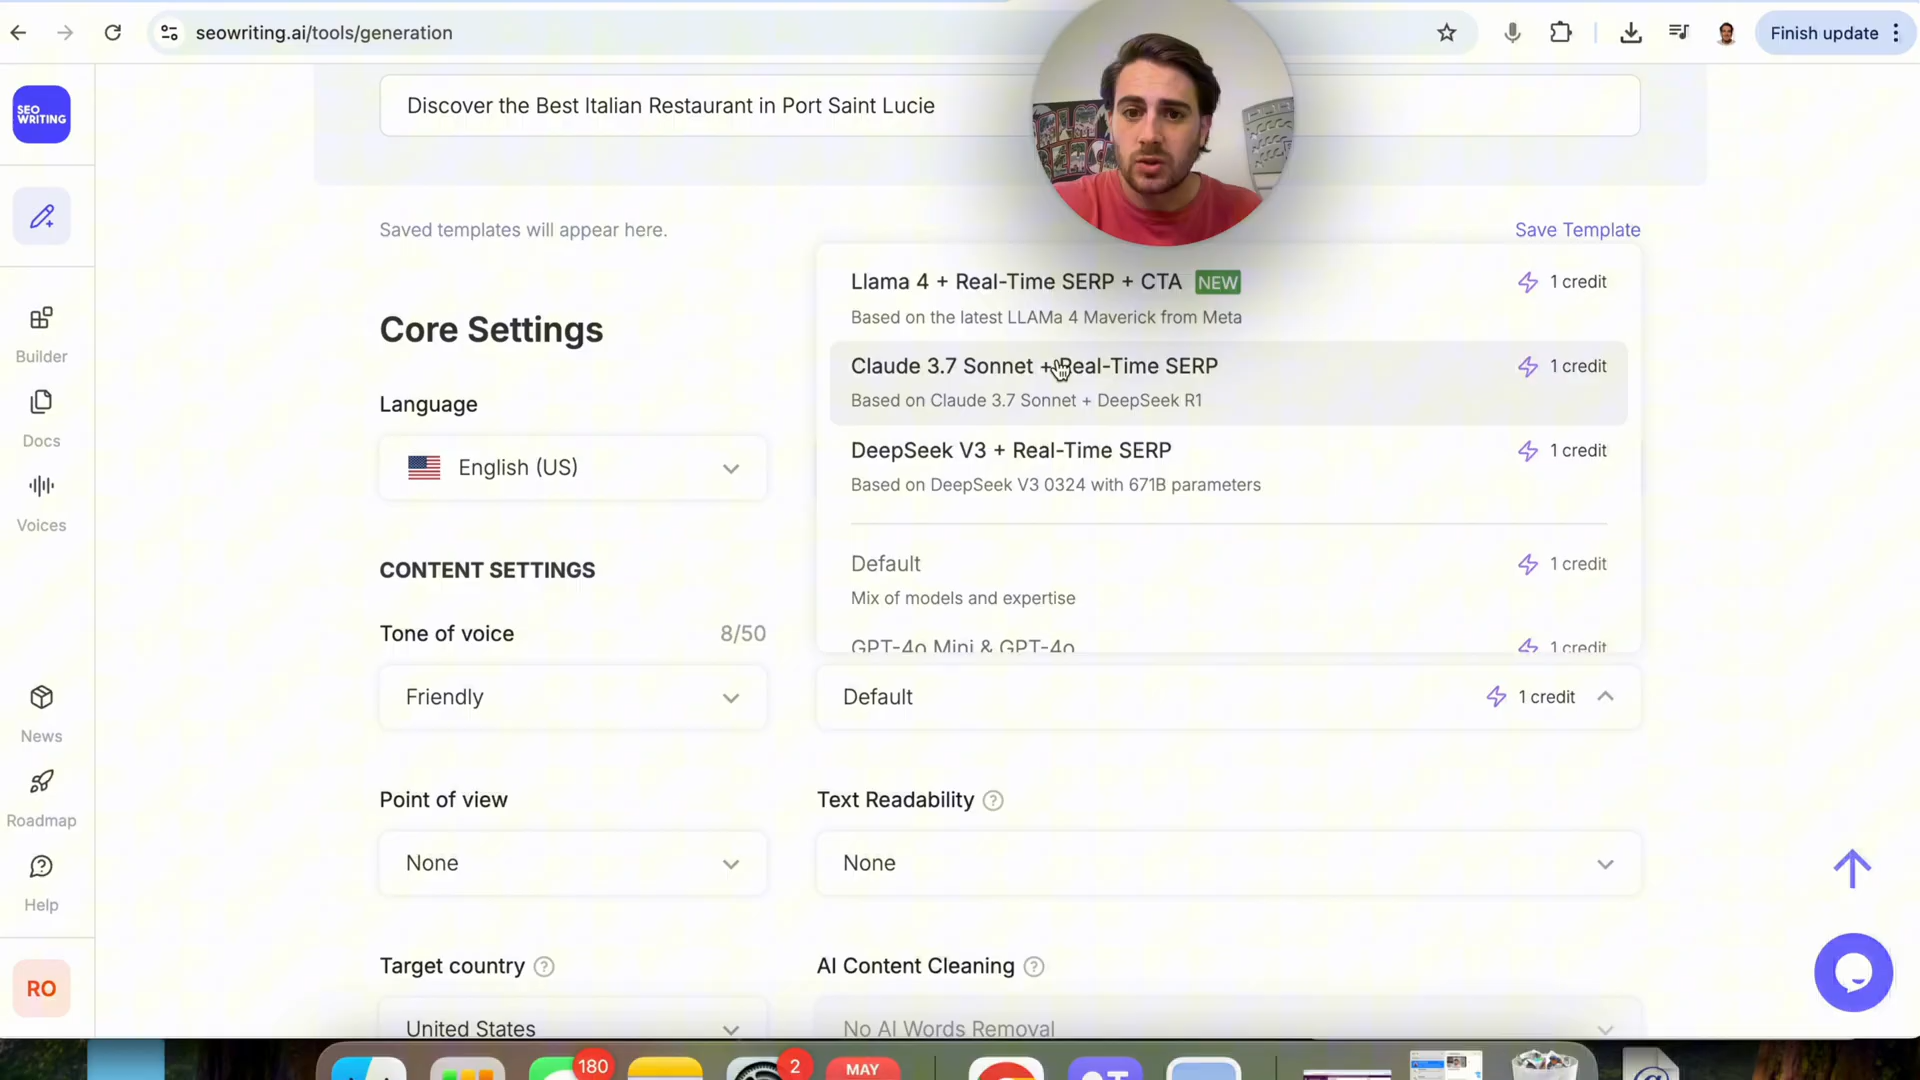 seowriting.ai/tools/generation
Finish update
SEO
WRITING
Discover the Best Italian Restaurant in Port Saint Lucie
Saved templates will appear here.
Save Template
Llama 4 + Real-Time SERP + CTA NEW
1 credit
Based on the latest LLAMa 4 Maverick from Meta
Core Settings
Claude 3.7 Sonnet + Real-Time SERP
1 credit
Based on Claude 3.7 Sonnet + DeepSeek R1
Builder
Language
DeepSeek V3 + Real-Time SERP
1 credit
Based on DeepSeek V3 0324 with 671B parameters
Docs
English (US)
Voices
CONTENT SETTINGS
Default
1 credit
Mix of models and expertise
Tone of voice
8/50
GPT-4o Mini & GPT-4o
1 credit
Friendly
Default
1 credit
News
Point of view
Text Readability
Roadmap
None
None
Help
Target country
AI Content Cleaning
RO
United States
No AI Words Removal
180
2
MAY